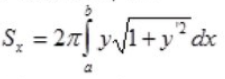 S_x = 2π∫_a^b y√(1 + y'^2) dx